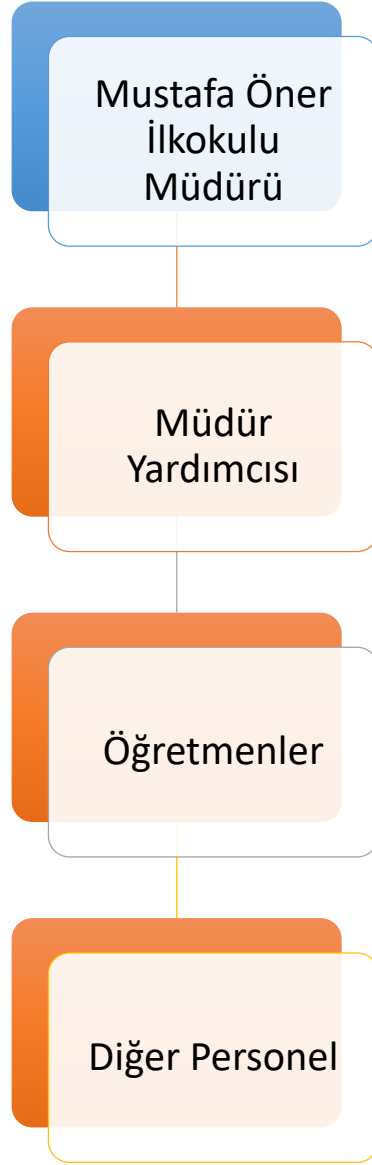 Mustafa Öner
İlkokulu
Müdürü
Müdür
Yardımcısı
Öğretmenler
Diğer Personel